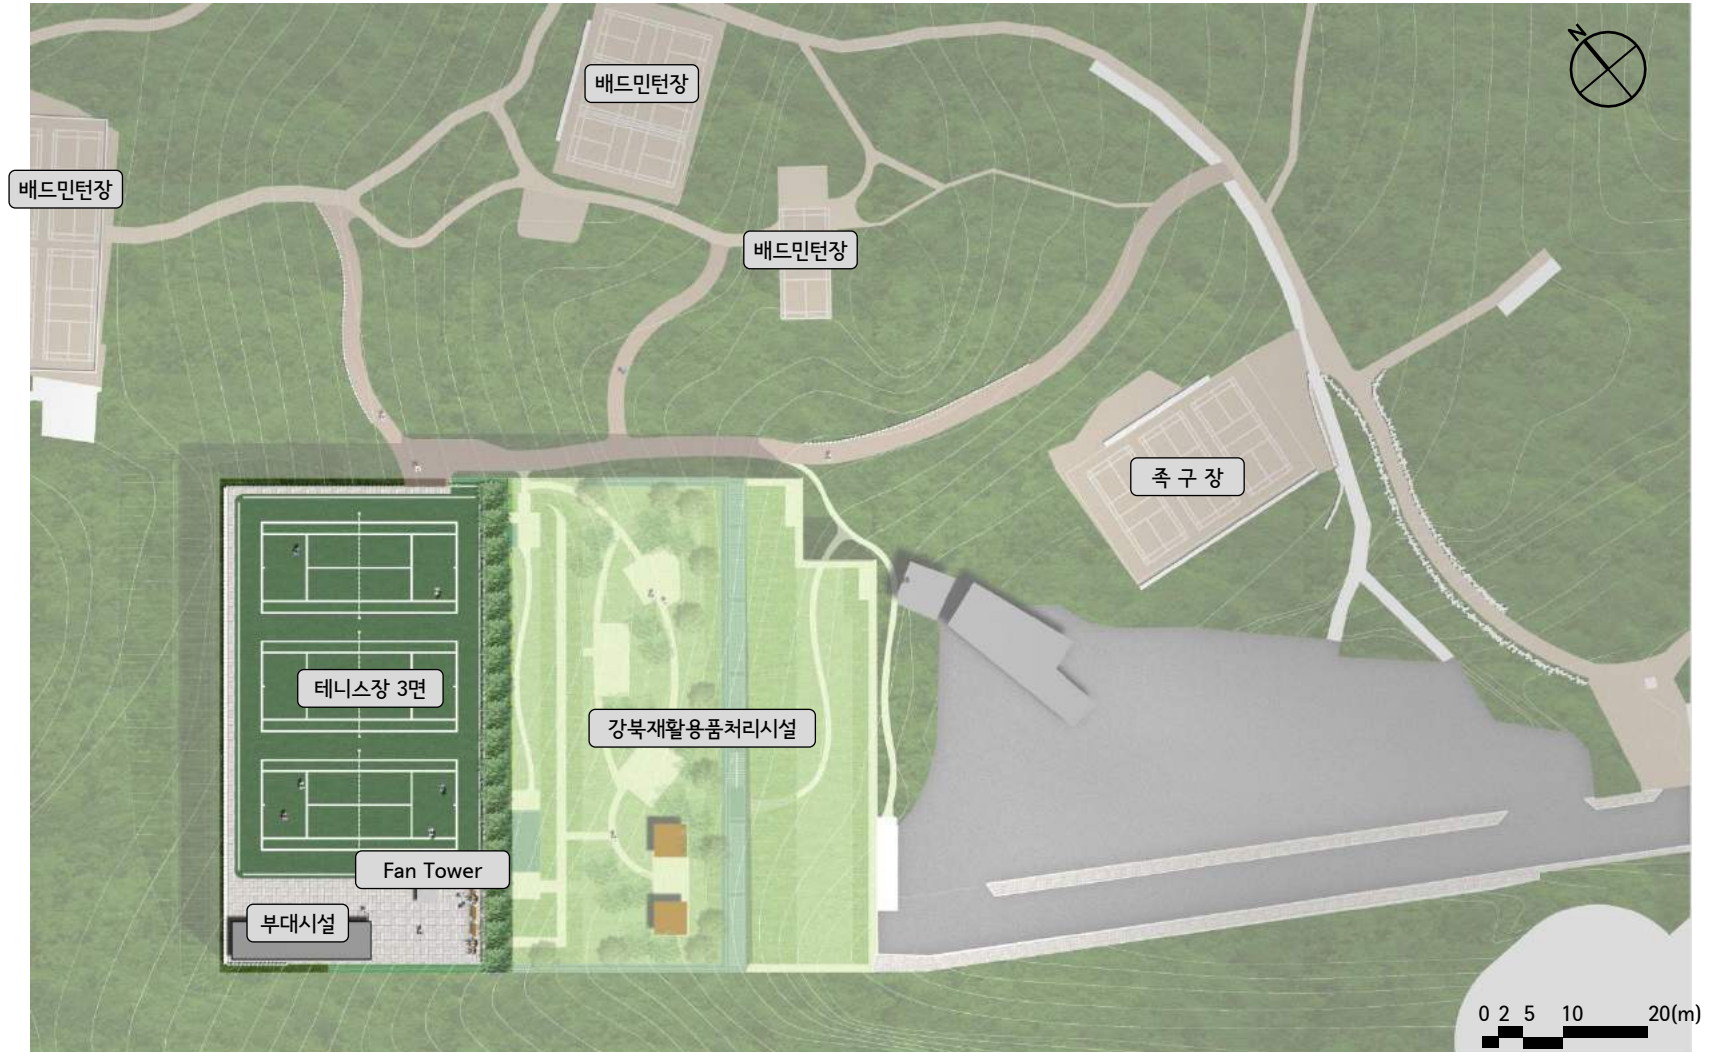 N
배드민턴장
배드민턴장
배드민턴장
족 구 장
테니스장 3면
강북재활용품처리시설
Fan Tower
부대시설
0 2 5 10 20(m)